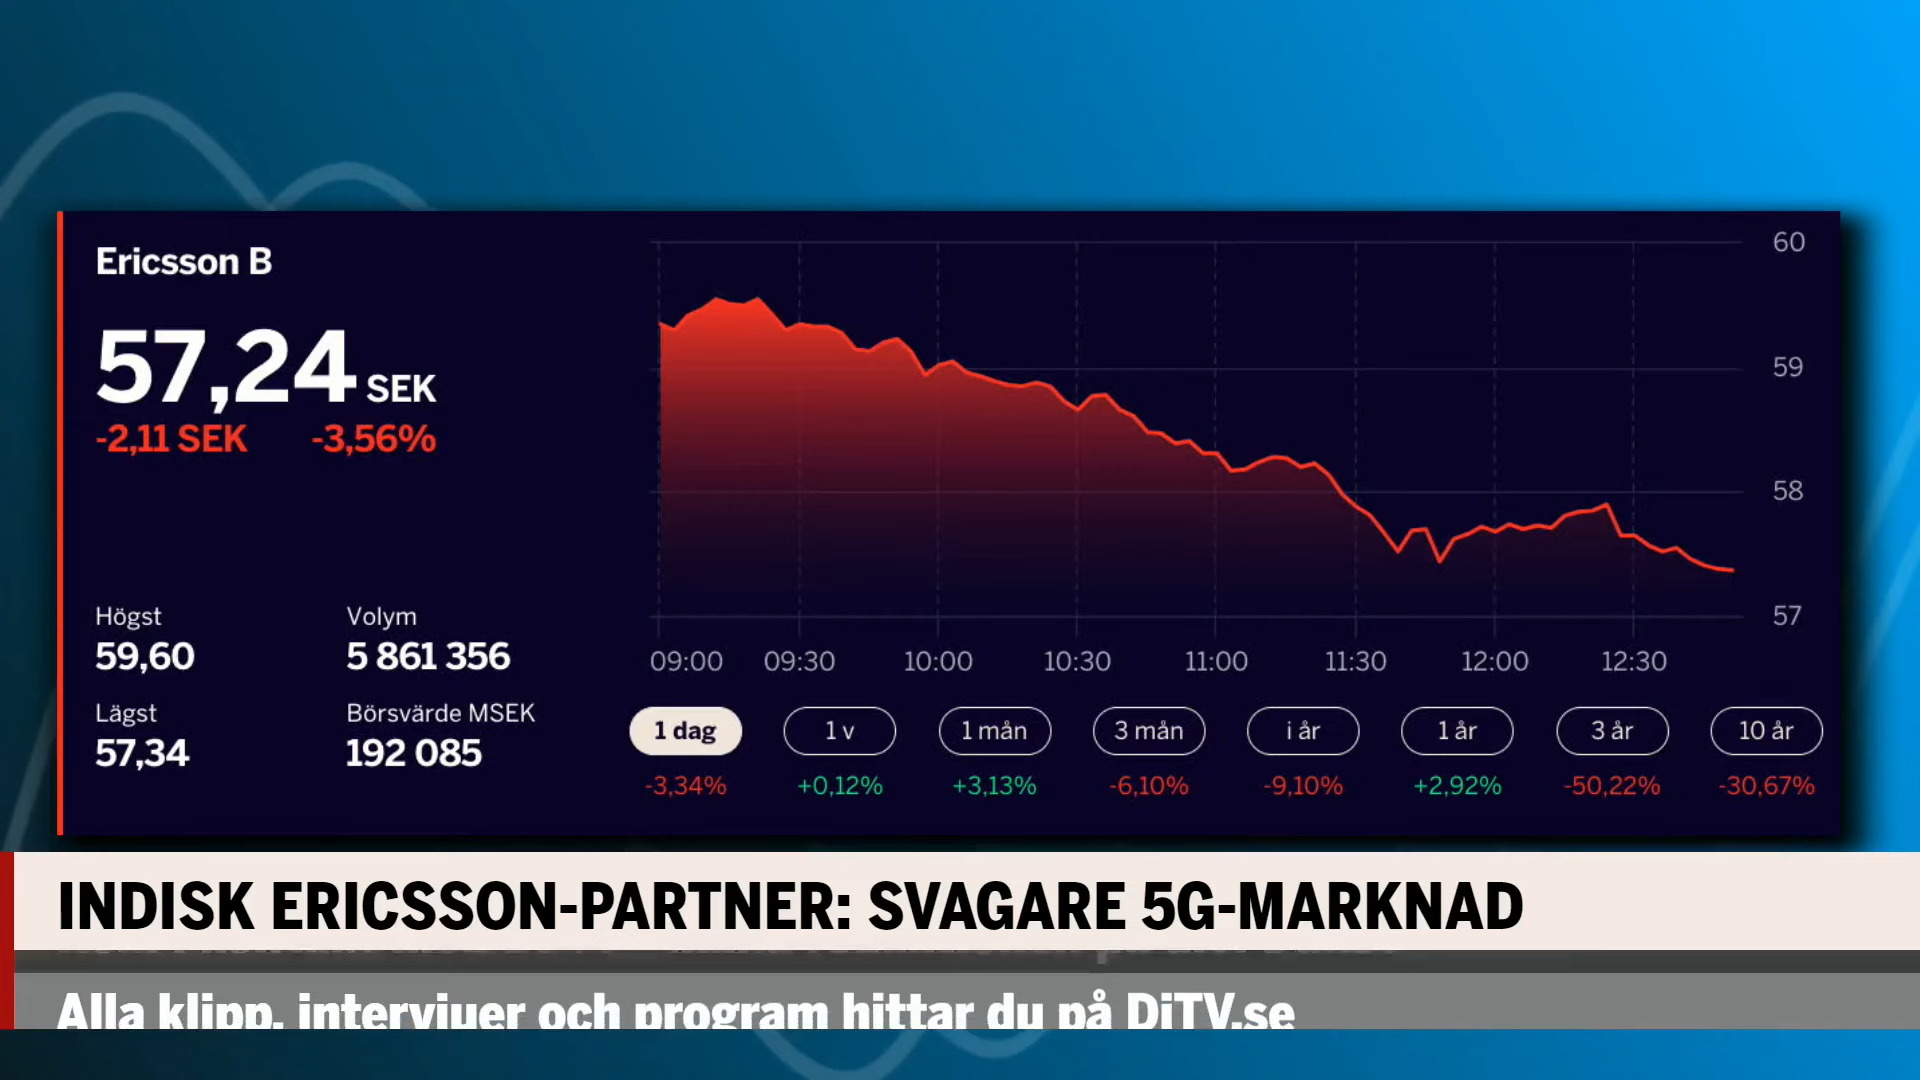 Ericsson B
57,24 SEK
-2,11 SEK -3,56%
Högst
59,60
Volym
5 861 356
Lägst
57,34
Börsvärde MSEK
192 085
60
59
58
57
09:00 09:30 10:00 10:30 11:00 11:30 12:00 12:30
1 dag 1 v 1 mån 3 mån i år 1 år 3 år 10 år
-3,34% +0,12% +3,13% -6,10% -9,10% +2,92% -50,22% -30,67%
INDISK ERICSSON-PARTNER: SVAGARE 5G-MARKNAD
Alla klipp, intervjuer och program hittar du på DiTV.se